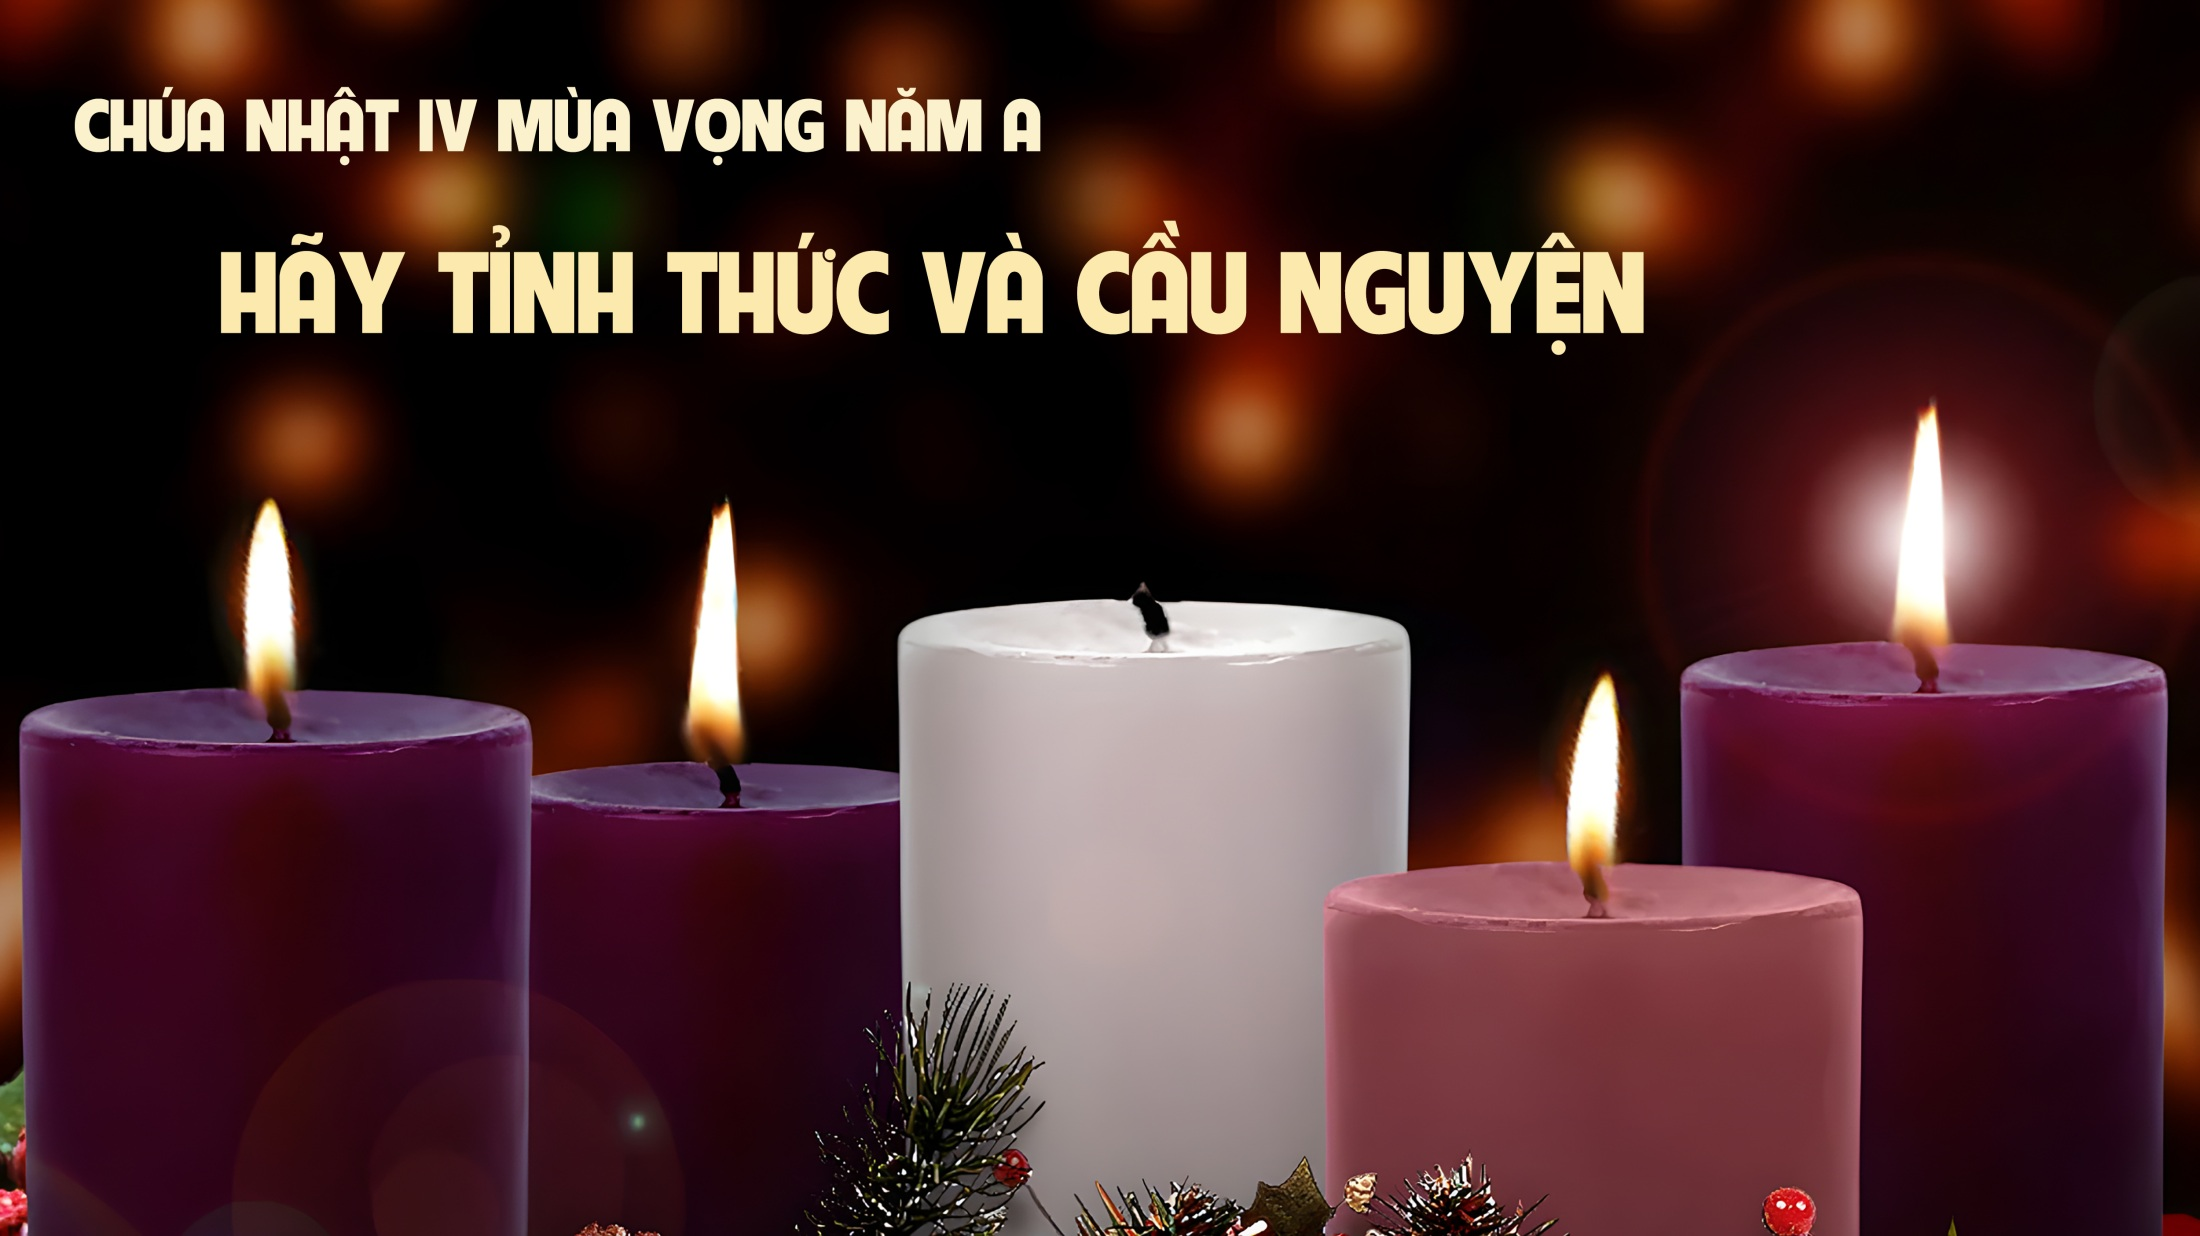 CHÚA NHẬT IV MÙA VỌNG NĂM A
HÃY TỈNH THỨC VÀ CẦU NGUYỆN